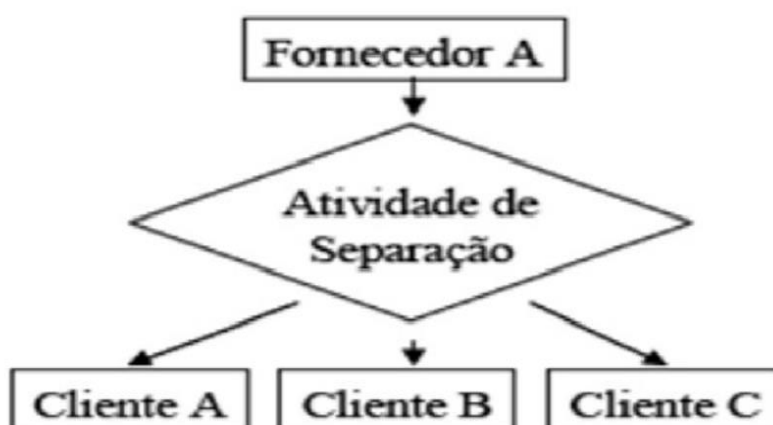 Fornecedor A
Atividade de
Separação
Cliente A
Cliente B
Cliente C